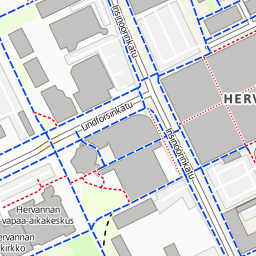 Insinöörinkatu
HERV
Lindforsinkatu
Insinöörinkatu
Hervannan
vapaa-aikakeskus
Hervannan
kirkko